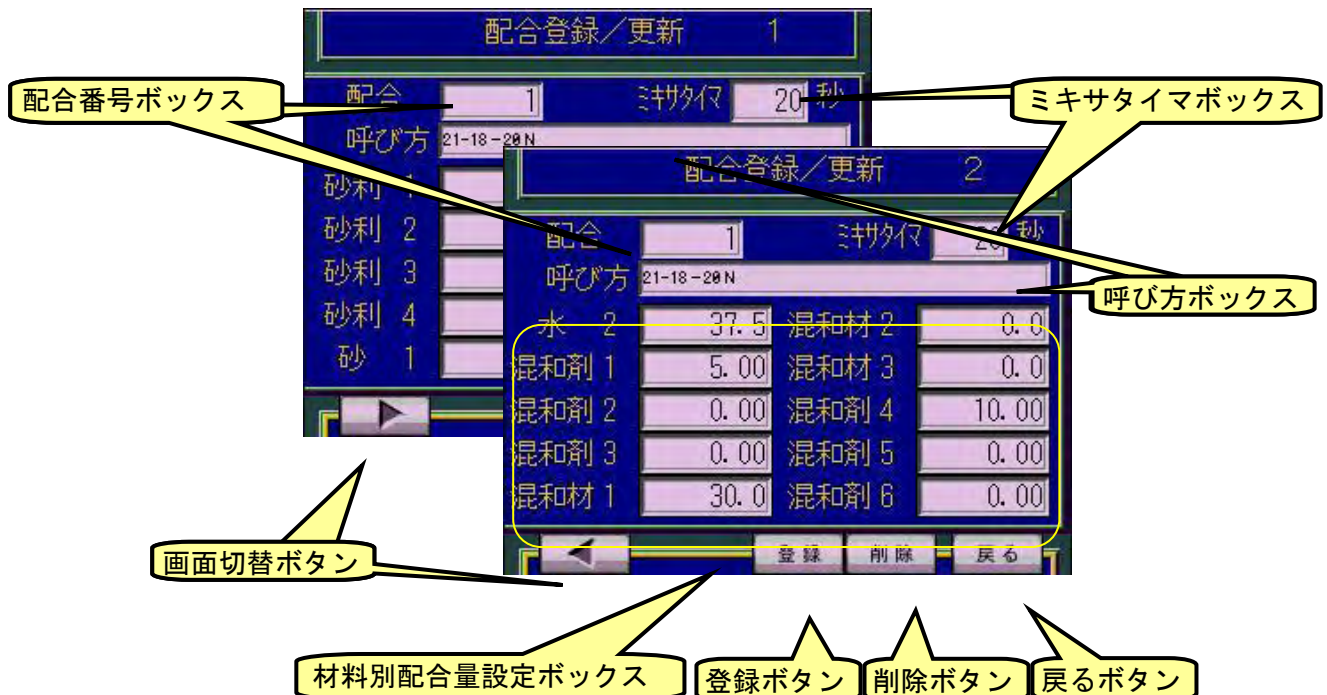 配合登録／更新 1
配合番号ボックス
配合 1 ミキサタイマ 20 秒
ミキサタイマボックス
呼び方 21-18-20N
砂利 1
砂利 2
砂利 3
砂利 4
砂 1
▶
配合登録／更新 2
配合 1 ミキサタイマ 20 秒
呼び方 21-18-20N
呼び方ボックス
水 2 37.5 混和材 2 0.0
混和剤 1 5.00 混和材 3 0.0
混和剤 2 0.00 混和剤 4 10.00
混和剤 3 0.00 混和剤 5 0.00
混和材 1 30.0 混和剤 6 0.00
◀ 登録 削除 戻る
画面切替ボタン
材料別配合量設定ボックス
登録ボタン
削除ボタン
戻るボタン